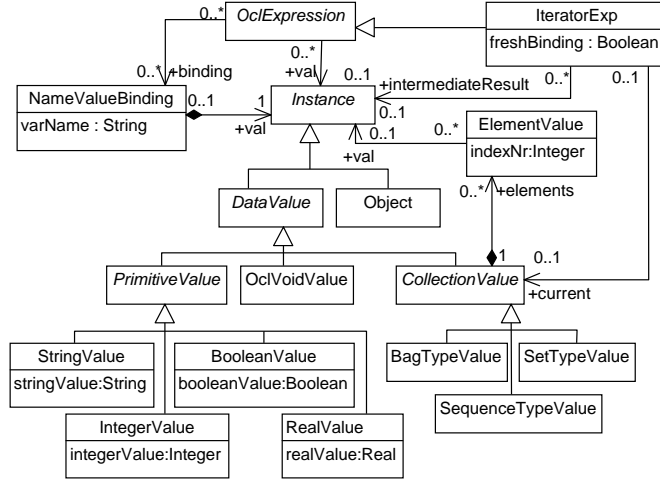 0..*
OclExpression
IteratorExp
freshBinding : Boolean
0..*
+val
0..1
0..*
0..1
0..*
+binding
+intermediateResult
NameValueBinding
varName : String
0..1
1
+val
Instance
0..1
0..1
0..*
+val
ElementValue
indexNr:Integer
DataValue
Object
0..*
+elements
PrimitiveValue
OclVoidValue
1
CollectionValue
0..1
+current
StringValue
stringValue:String
BooleanValue
booleanValue:Boolean
BagTypeValue
SetTypeValue
SequenceTypeValue
IntegerValue
integerValue:Integer
RealValue
realValue:Real